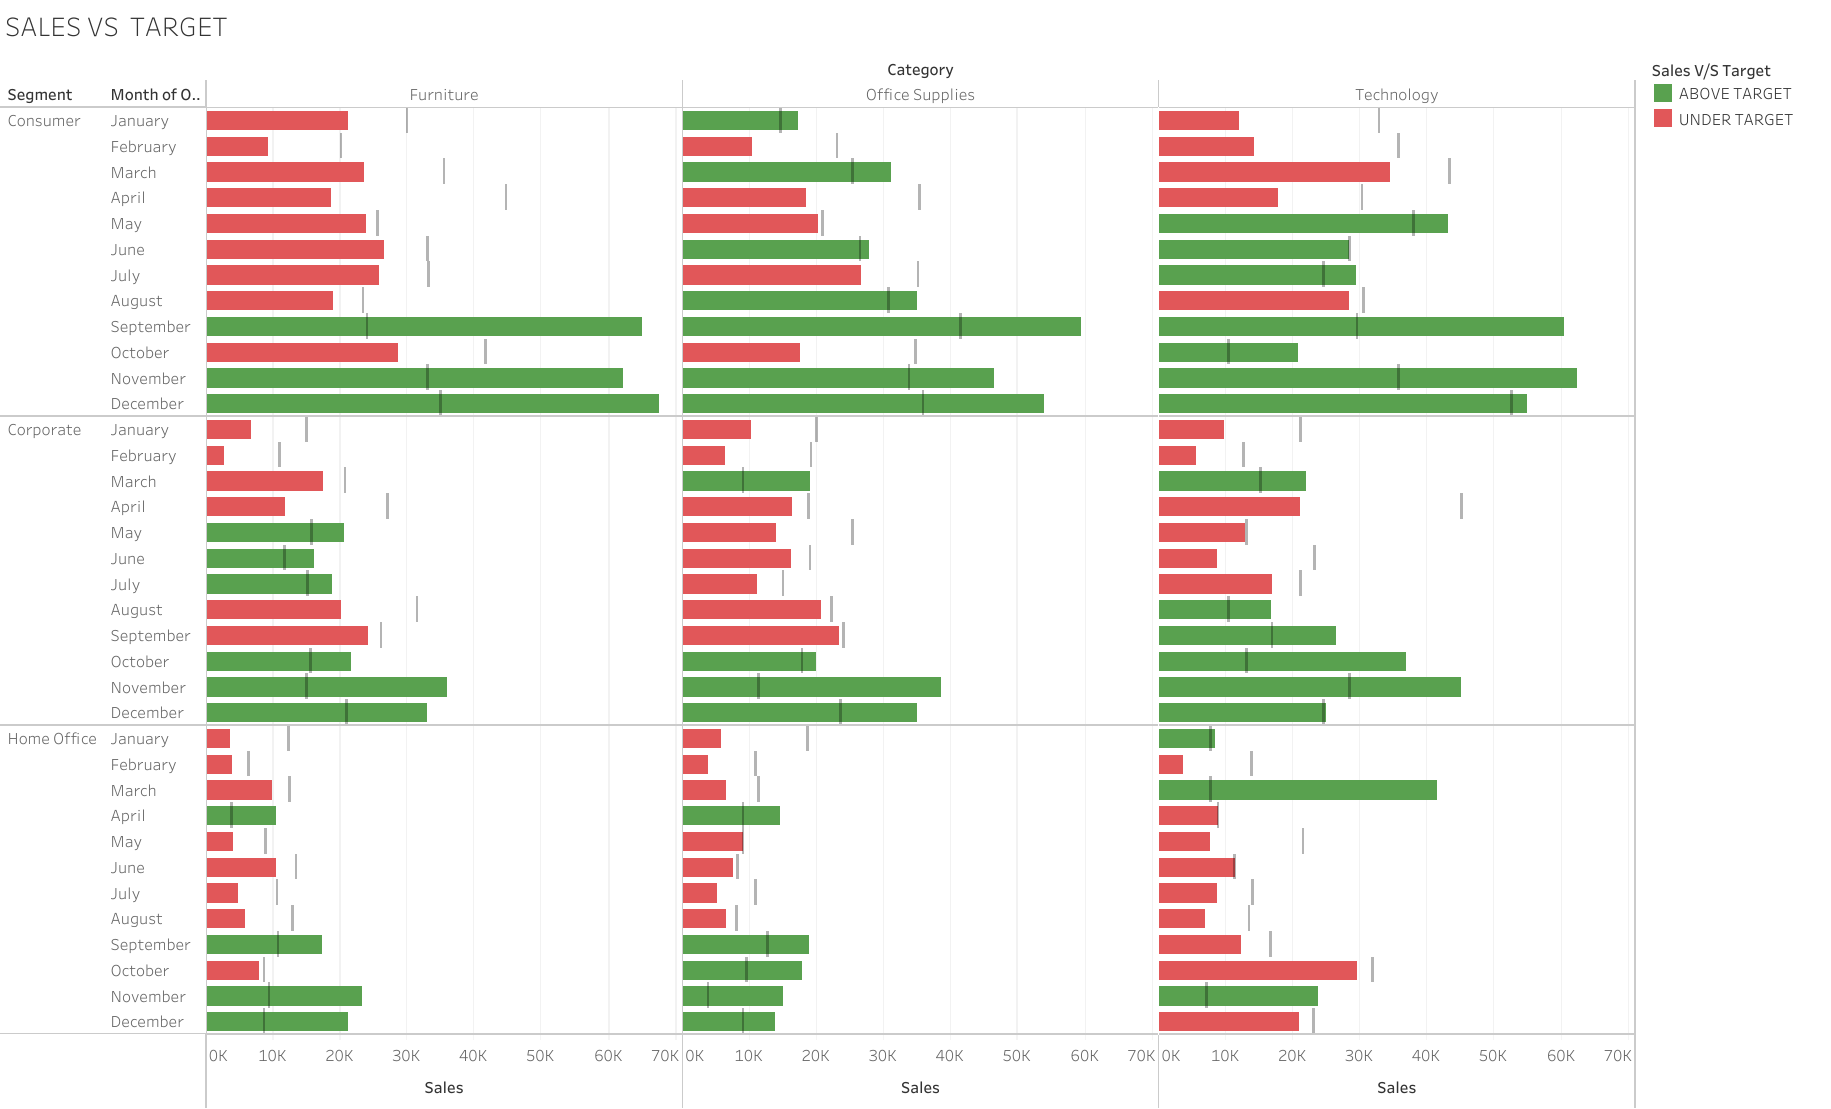 SALES VS TARGET
Category
Sales V/S Target
Segment Month of O.. Furniture Office Supplies Technology
ABOVE TARGET
UNDER TARGET
Consumer January
February
March
April
May
June
July
August
September
October
November
December
Corporate January
February
March
April
May
June
July
August
September
October
November
December
Home Office January
February
March
April
May
June
July
August
September
October
November
December
0K 10K 20K 30K 40K 50K 60K 70K 0K 10K 20K 30K 40K 50K 60K 70K 0K 10K 20K 30K 40K 50K 60K 70K
Sales Sales Sales